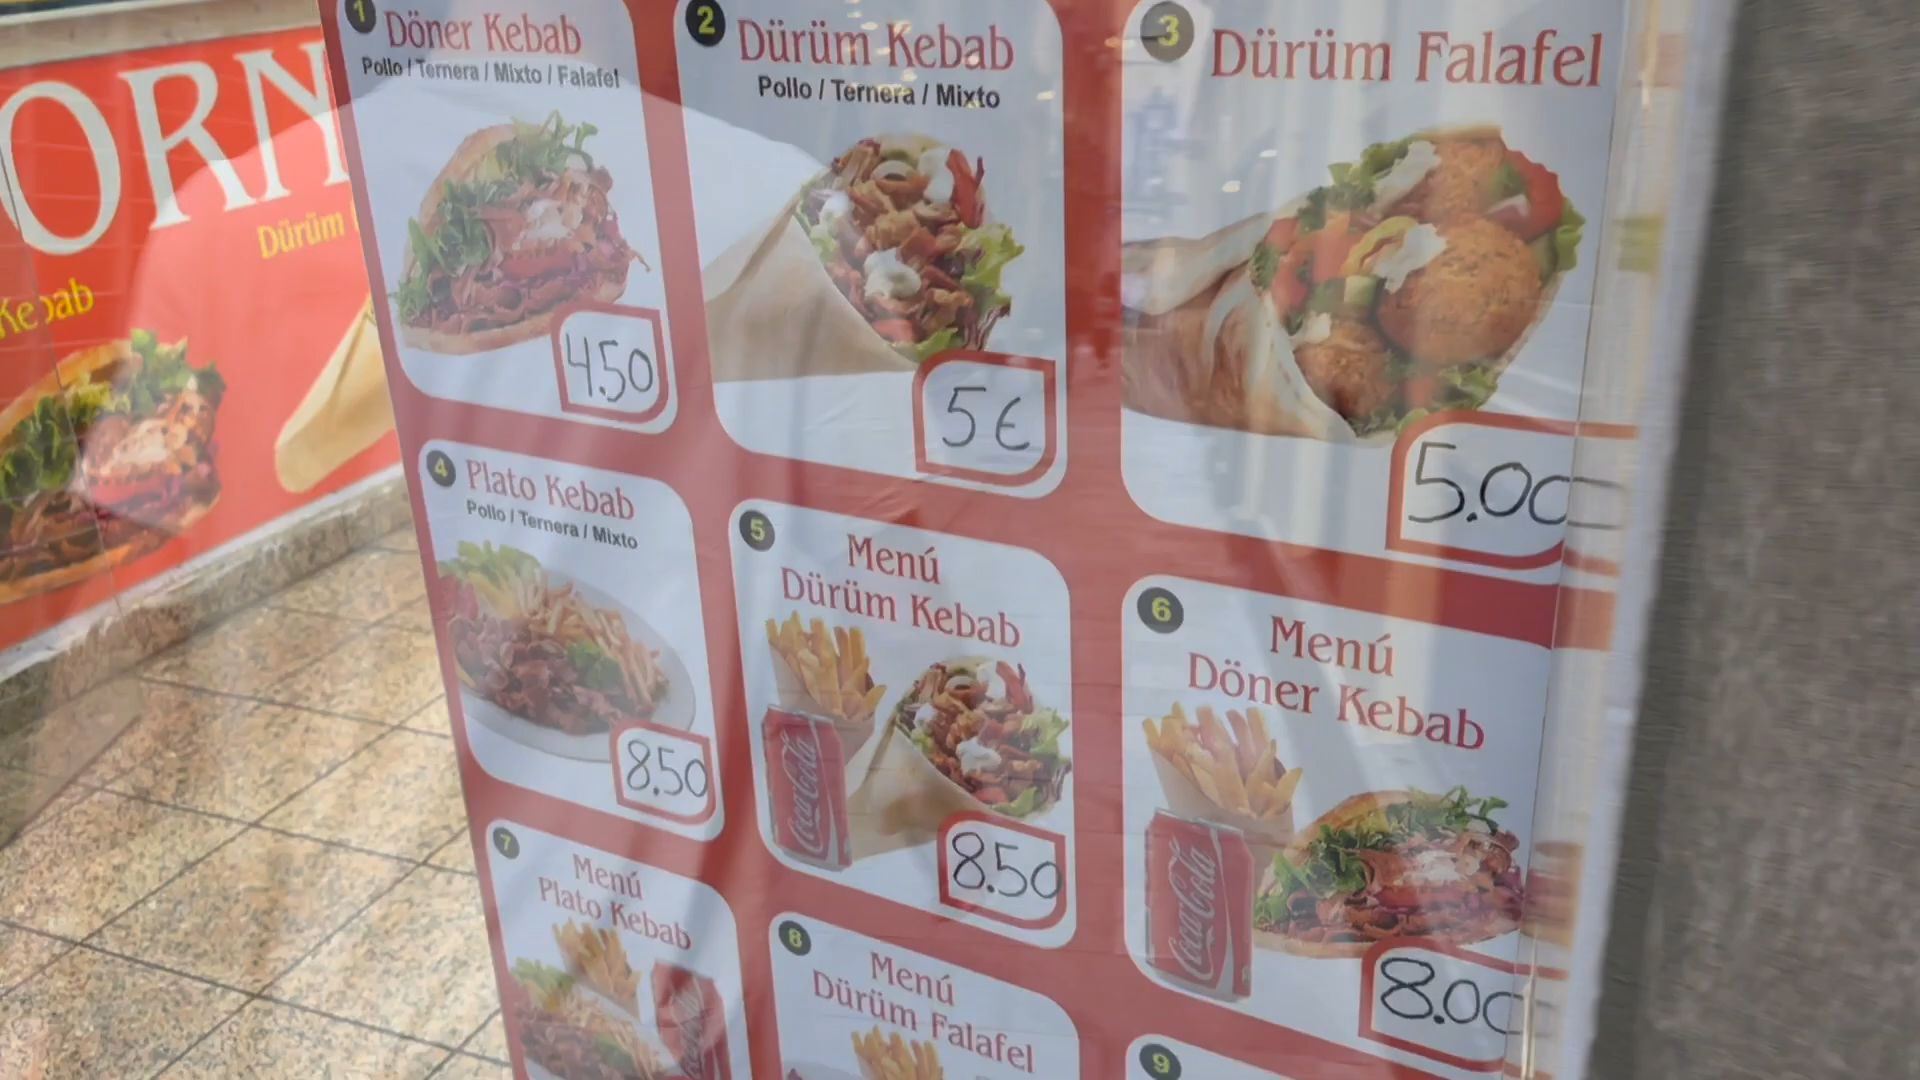 ORN
Dürüm
Kebab
1
Döner Kebab
Pollo / Ternera / Mixto / Falafel
4.50
2
Dürüm Kebab
Pollo / Ternera / Mixto
5€
3
Dürüm Falafel
5.00
4
Plato Kebab
Pollo / Ternera / Mixto
8.50
5
Menú
Dürüm Kebab
Coca-Cola
8.50
6
Menú
Döner Kebab
Coca-Cola
8.00
7
Menú
Plato Kebab
8
Menú
Dürüm Falafel
9